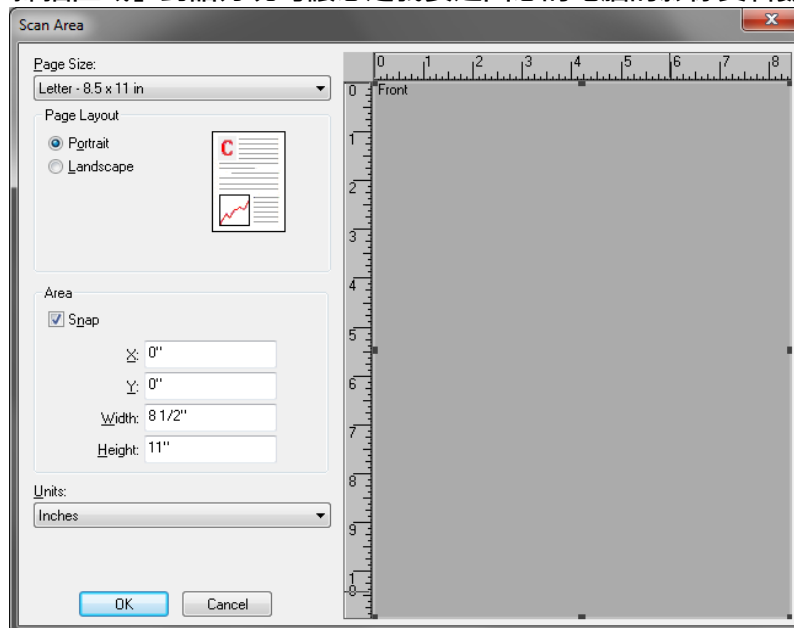 Scan Area
Page Size:
Letter - 8.5 x 11 in
Page Layout
Portrait
Landscape
C
Area
Snap
X: 0"
Y: 0"
Width: 8 1/2"
Height: 11"
Units:
Inches
OK Cancel
0 1 2 3 4 5 6 7 8
Front
0
1
2
3
4
5
6
7
8
9
10